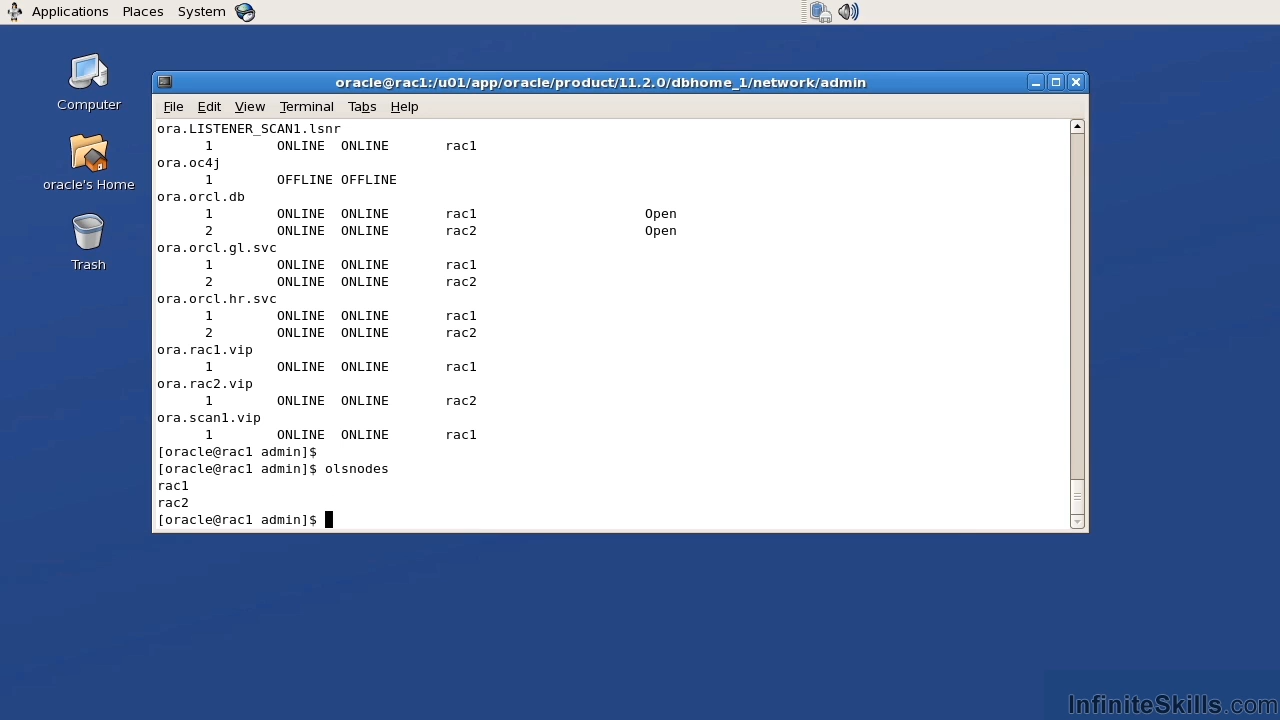 Applications Places System
Computer
oracle's Home
Trash
oracle@rac1:/u01/app/oracle/product/11.2.0/dbhome_1/network/admin
File Edit View Terminal Tabs Help
ora.LISTENER_SCAN1.lsnr
1 ONLINE ONLINE rac1
ora.oc4j
1 OFFLINE OFFLINE
ora.orcl.db
1 ONLINE ONLINE rac1 Open
2 ONLINE ONLINE rac2 Open
ora.orcl.gl.svc
1 ONLINE ONLINE rac1
2 ONLINE ONLINE rac2
ora.orcl.hr.svc
1 ONLINE ONLINE rac1
2 ONLINE ONLINE rac2
ora.rac1.vip
1 ONLINE ONLINE rac1
ora.rac2.vip
1 ONLINE ONLINE rac2
ora.scan1.vip
1 ONLINE ONLINE rac1
[oracle@rac1 admin]$
[oracle@rac1 admin]$ olsnodes
rac1
rac2
[oracle@rac1 admin]$
InfiniteSkills.com